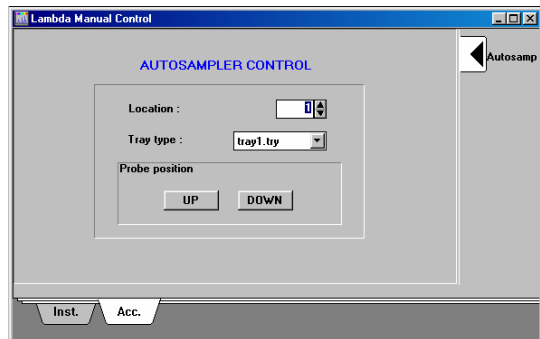 Lambda Manual Control
Autosamp
AUTOSAMPLER CONTROL
Location :
1
Tray type :
tray1.try
Probe position
UP
DOWN
Inst.
Acc.